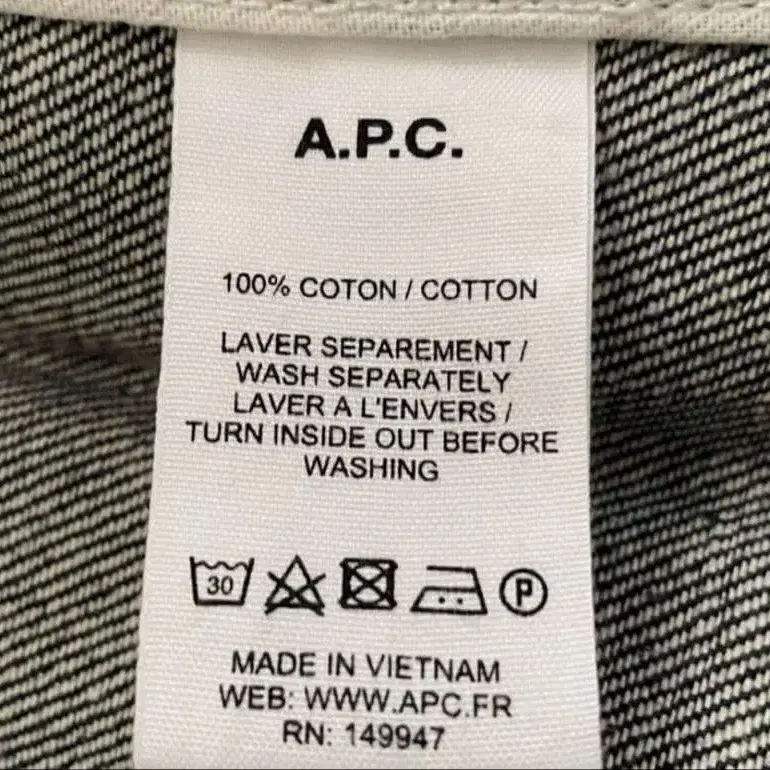 A.P.C.
100% COTON / COTTON
LAVER SEPAREMENT /
WASH SEPARATELY
LAVER A L'ENVERS /
TURN INSIDE OUT BEFORE
WASHING
30 P
MADE IN VIETNAM
WEB: WWW.APC.FR
RN: 149947